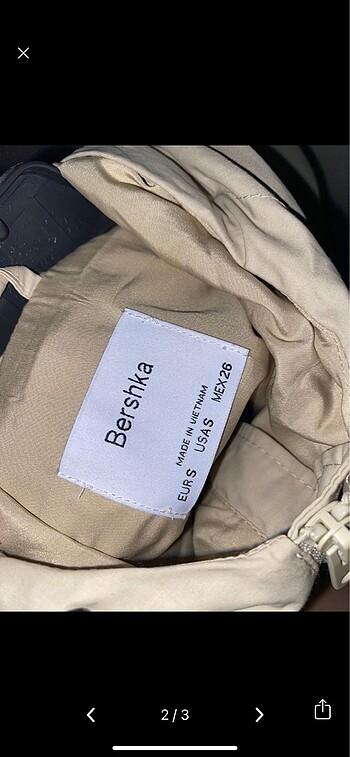 Bershka
MADE IN VIETNAM
EUR S USA S MEX 26
2/3